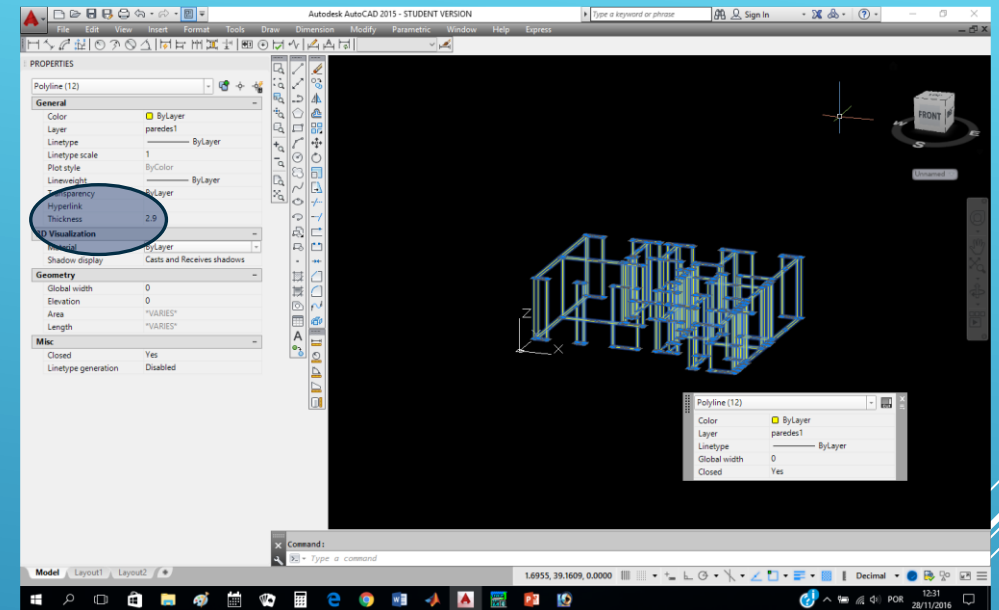 Autodesk AutoCAD 2015 - STUDENT VERSION
Type a keyword or phrase
Sign In
File Edit View Insert Format Tools Draw Dimension Modify Parametric Window Help Express
PROPERTIES
Polyline (12)
General
Color ByLayer
Layer paredes1
Linetype ByLayer
Linetype scale 1
Plot style ByColor
Lineweight ByLayer
Transparency ByLayer
Hyperlink
Thickness 2.9
3D Visualization
Material ByLayer
Shadow display Casts and Receives shadows
Geometry
Global width 0
Elevation 0
Area *VARIES*
Length *VARIES*
Misc
Closed Yes
Linetype generation Disabled
FRONT
W
S
E
Unnamed
Z
X
Polyline (12)
Color ByLayer
Layer paredes1
Linetype ByLayer
Global width 0
Closed Yes
Command:
Type a command
Model Layout1 Layout2
1.6955, 39.1609, 0.0000
Decimal
POR
12:31
28/11/2016